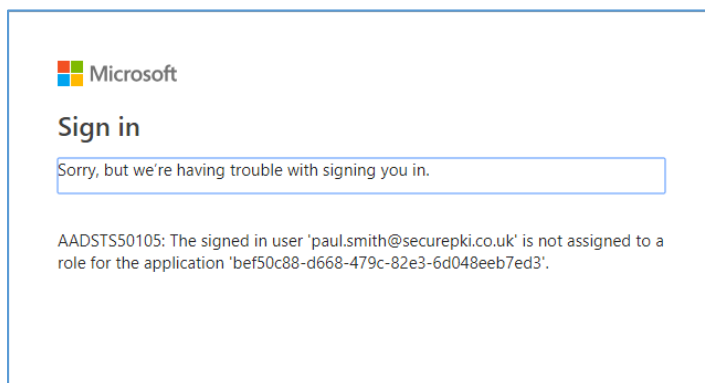 Microsoft
Sign in
Sorry, but we're having trouble with signing you in.
AADSTS50105: The signed in user 'paul.smith@securepki.co.uk' is not assigned to a
role for the application 'bef50c88-d668-479c-82e3-6d048eeb7ed3'.